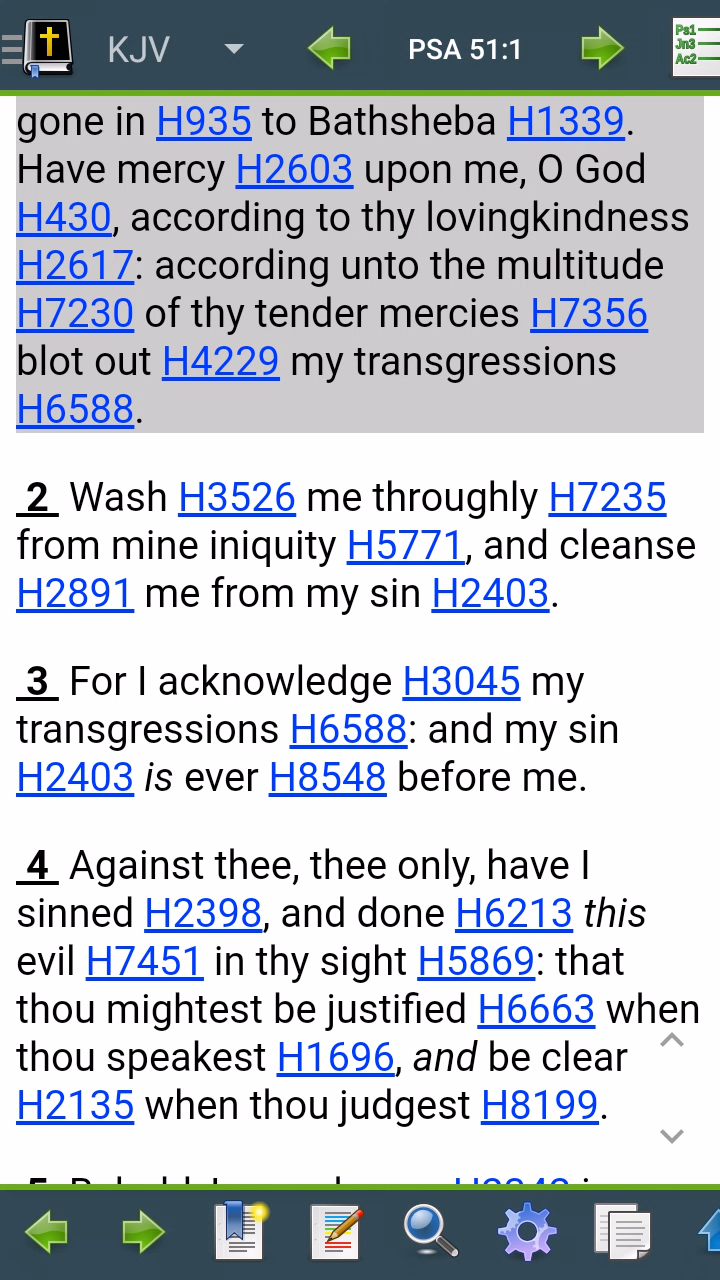 KJV
PSA 51:1
Ps1
Jn3
Ac2
gone in H935 to Bathsheba H1339.
Have mercy H2603 upon me, O God
H430, according to thy lovingkindness
H2617: according unto the multitude
H7230 of thy tender mercies H7356
blot out H4229 my transgressions
H6588.
2 Wash H3526 me throughly H7235
from mine iniquity H5771, and cleanse
H2891 me from my sin H2403.
3 For I acknowledge H3045 my
transgressions H6588: and my sin
H2403 is ever H8548 before me.
4 Against thee, thee only, have I
sinned H2398, and done H6213 this
evil H7451 in thy sight H5869: that
thou mightest be justified H6663 when
thou speakest H1696, and be clear
H2135 when thou judgest H8199.